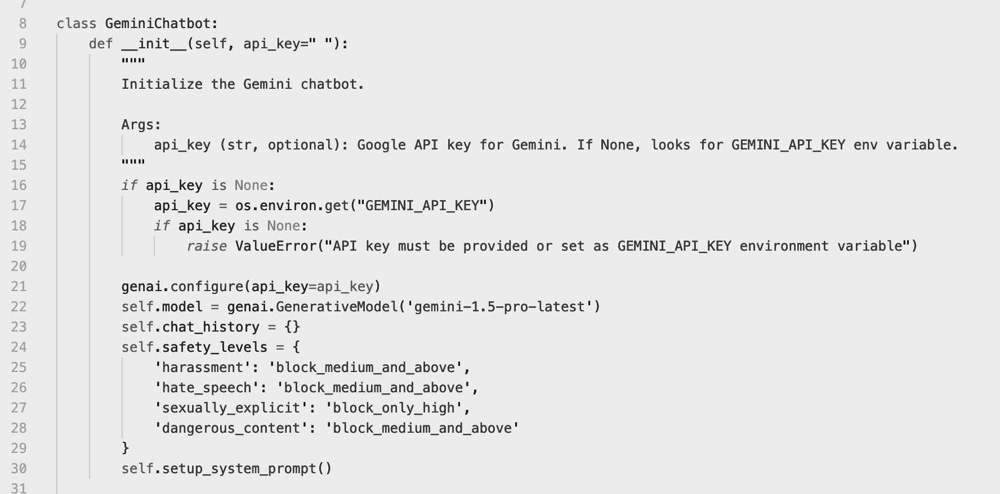 7
8 class GeminiChatbot:
9 def __init__(self, api_key=" "):
10 """
11 Initialize the Gemini chatbot.
12
13 Args:
14 api_key (str, optional): Google API key for Gemini. If None, looks for GEMINI_API_KEY env variable.
15 """
16 if api_key is None:
17 api_key = os.environ.get("GEMINI_API_KEY")
18 if api_key is None:
19 raise ValueError("API key must be provided or set as GEMINI_API_KEY environment variable")
20
21 genai.configure(api_key=api_key)
22 self.model = genai.GenerativeModel('gemini-1.5-pro-latest')
23 self.chat_history = {}
24 self.safety_levels = {
25 'harassment': 'block_medium_and_above',
26 'hate_speech': 'block_medium_and_above',
27 'sexually_explicit': 'block_only_high',
28 'dangerous_content': 'block_medium_and_above'
29 }
30 self.setup_system_prompt()
31